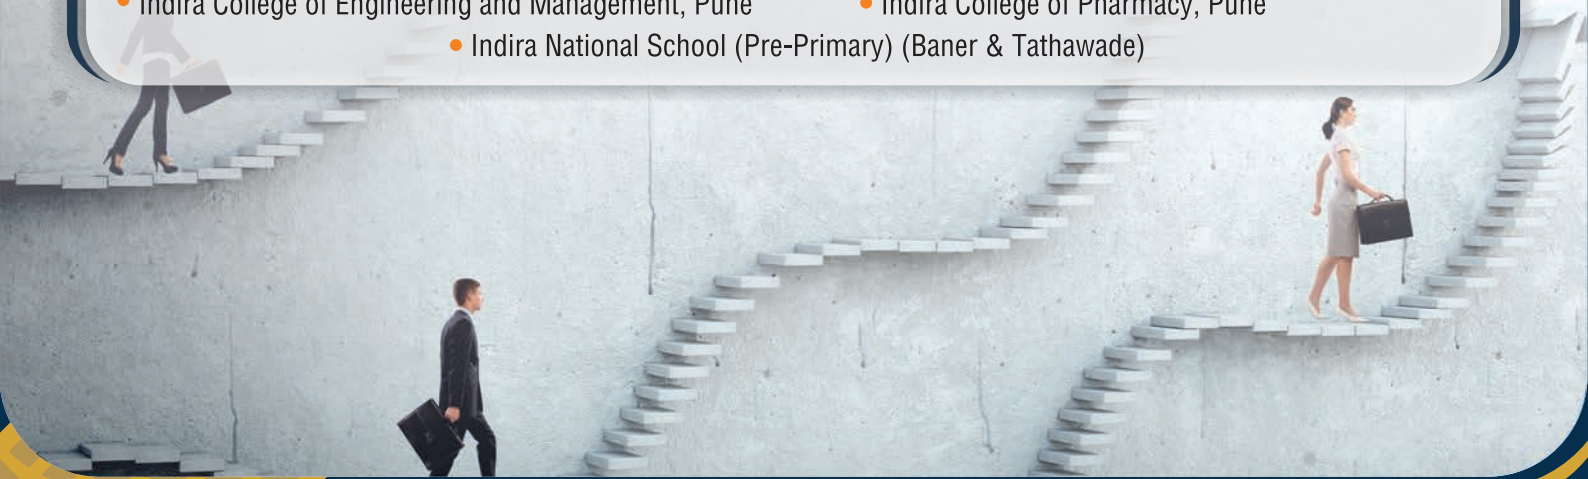 • Indira College of Engineering and Management, Pune • Indira College of Pharmacy, Pune
• Indira National School (Pre-Primary) (Baner & Tathawade)